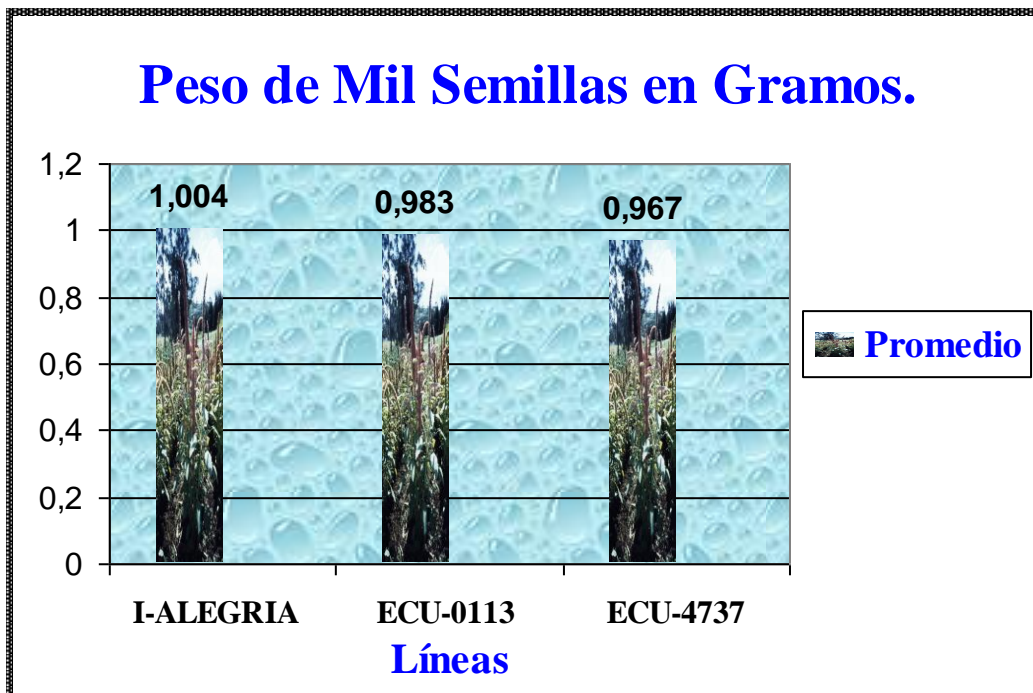 Peso de Mil Semillas en Gramos.
1,2
1
0,8
0,6
0,4
0,2
0
1,004
0,983
0,967
I-ALEGRIA
ECU-0113
ECU-4737
Líneas
Promedio